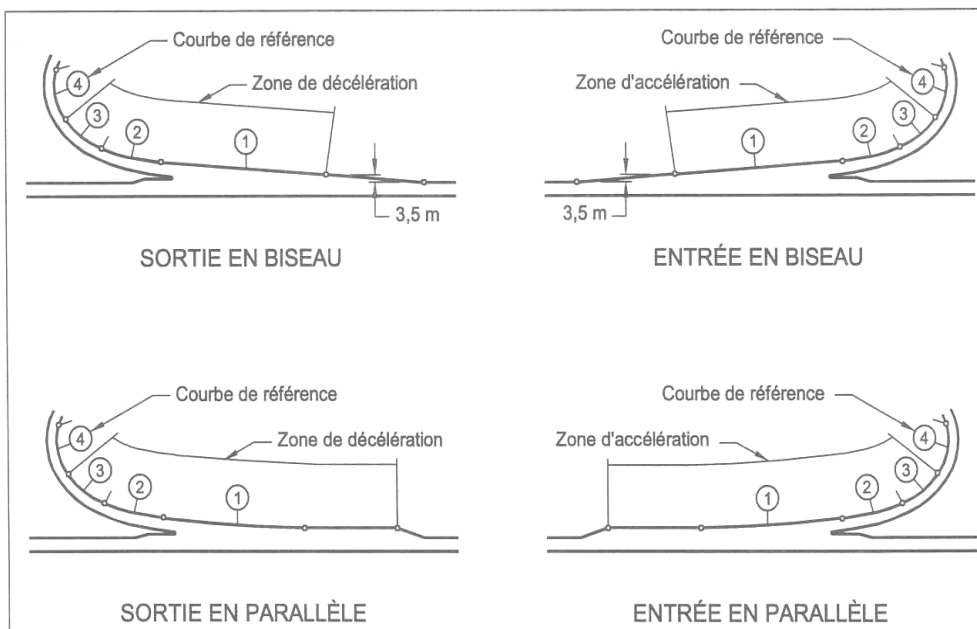 Courbe de référence
Zone de décélération
4
3
2
1
3,5 m
SORTIE EN BISEAU
Courbe de référence
Zone d'accélération
4
3
2
1
3,5 m
ENTRÉE EN BISEAU
Courbe de référence
Zone de décélération
4
3
2
1
SORTIE EN PARALLÈLE
Courbe de référence
Zone d'accélération
4
3
2
1
ENTRÉE EN PARALLÈLE